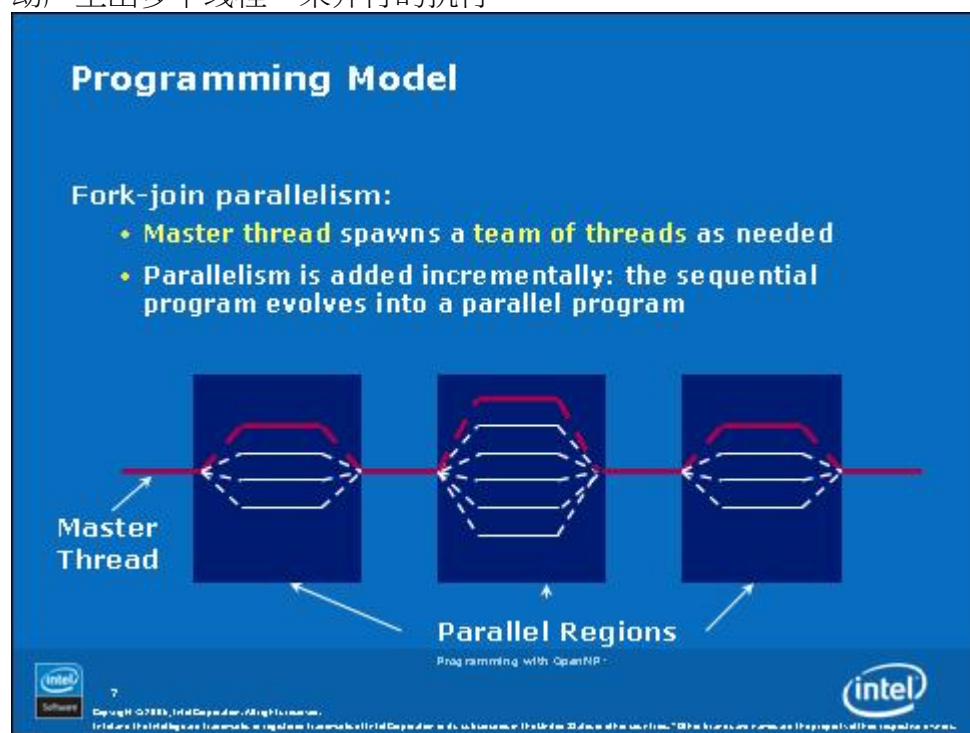 Programming Model
Fork-join parallelism:
• Master thread spawns a team of threads as needed
• Parallelism is added incrementally: the sequential
program evolves into a parallel program
Master
Thread
Parallel Regions
Programming with
intel
Software
7
intel